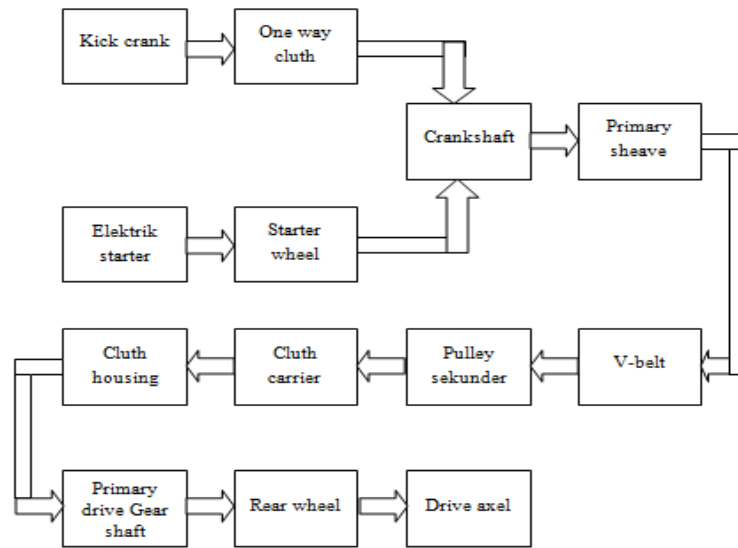 Kick crank
One way
cluth
Crankshaft
Primary
sheave
Elektrik
starter
Starter
wheel
Cluth
housing
Cluth
carrier
Pulley
sekunder
V-belt
Primary
drive Gear
shaft
Rear wheel
Drive axel